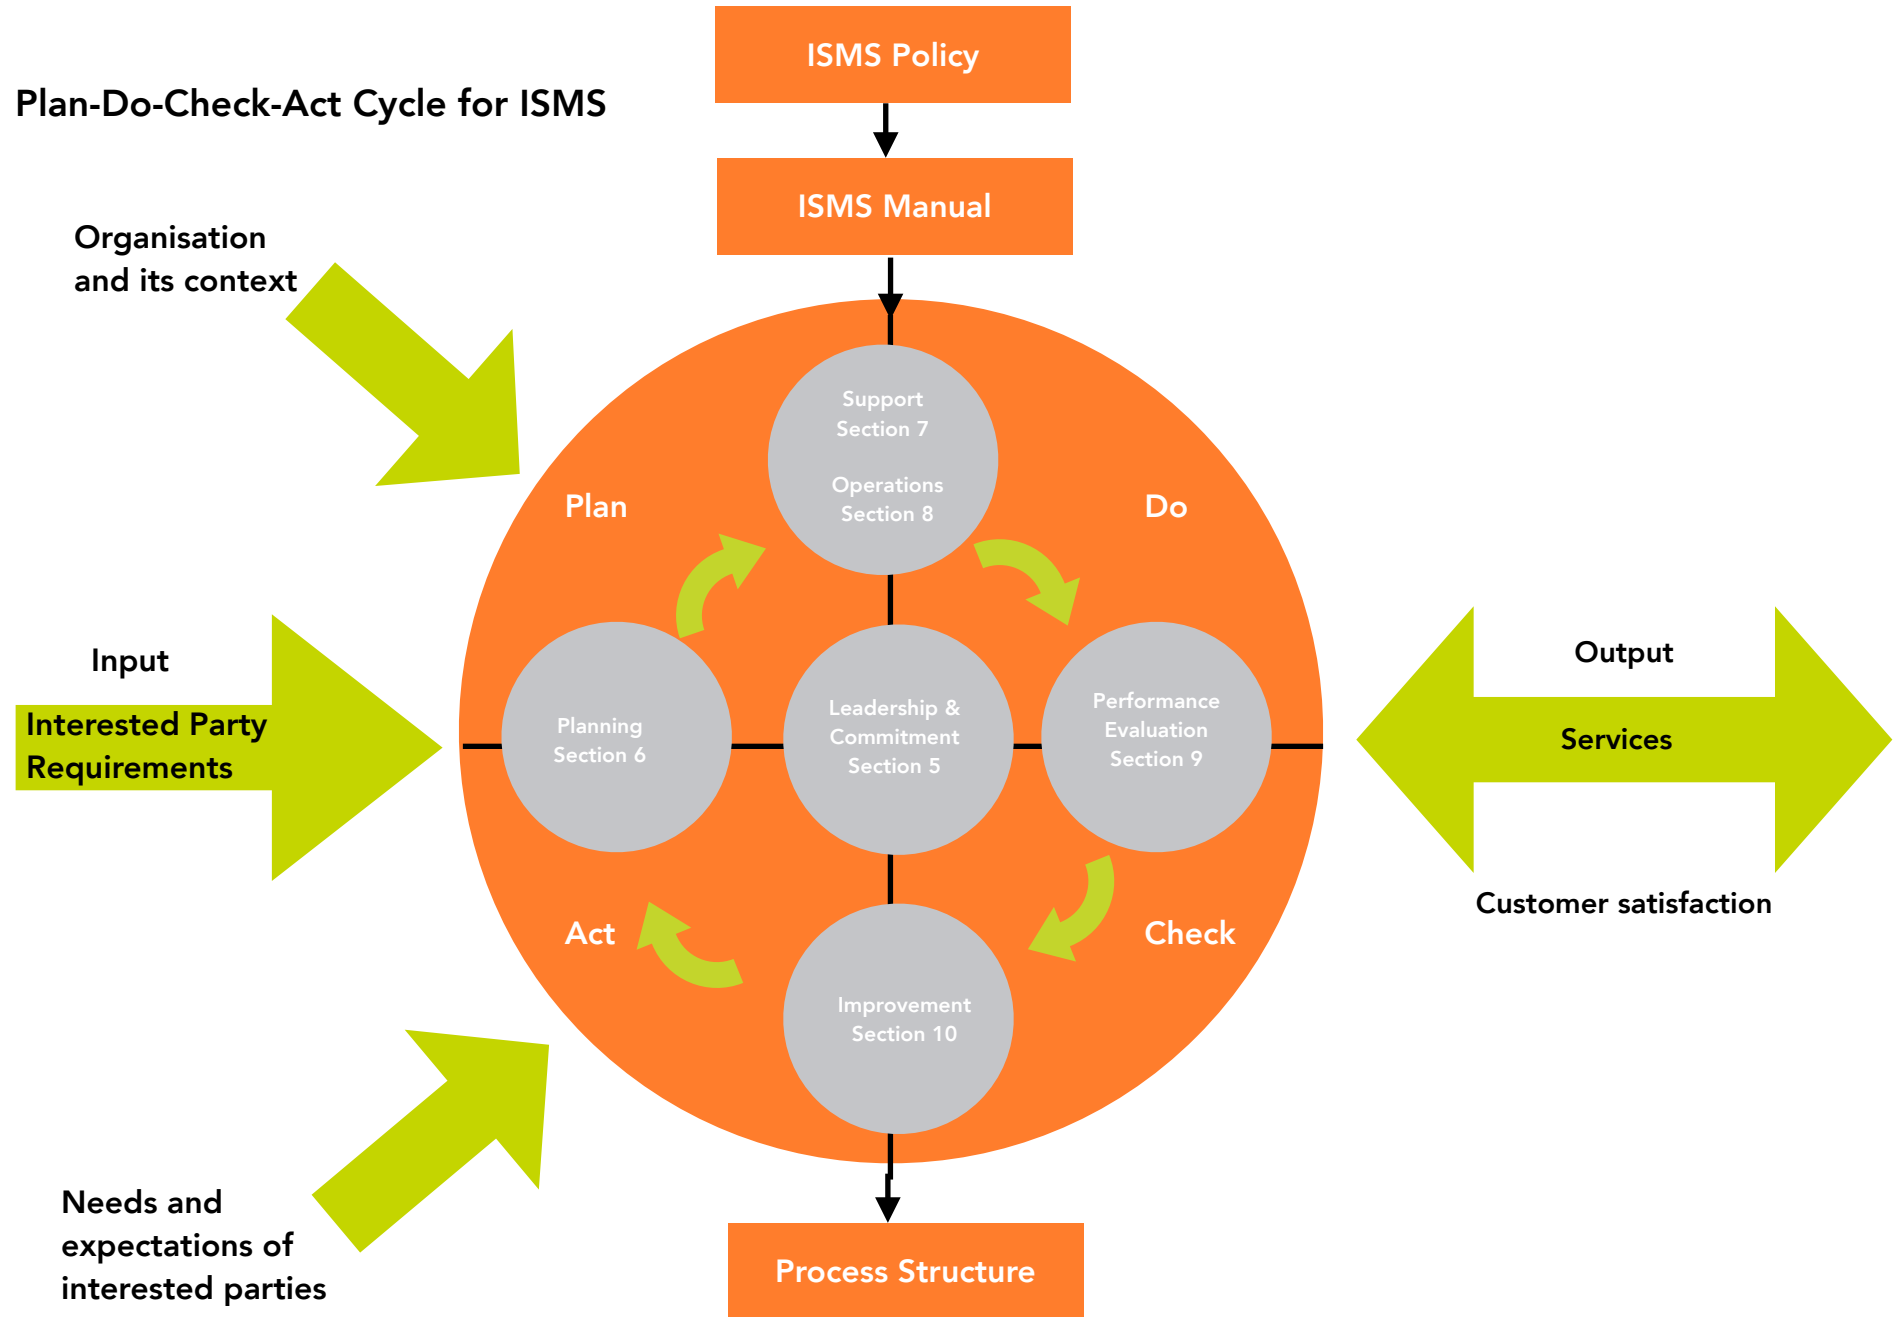 ISMS Policy
Plan-Do-Check-Act Cycle for ISMS
ISMS Manual
Organisation
and its context
Support
Section 7
Operations
Section 8
Plan
Do
Input
Interested Party
Requirements
Planning
Section 6
Leadership &
Commitment
Section 5
Performance
Evaluation
Section 9
Output
Services
Customer satisfaction
Act
Check
Improvement
Section 10
Needs and
expectations of
interested parties
Process Structure